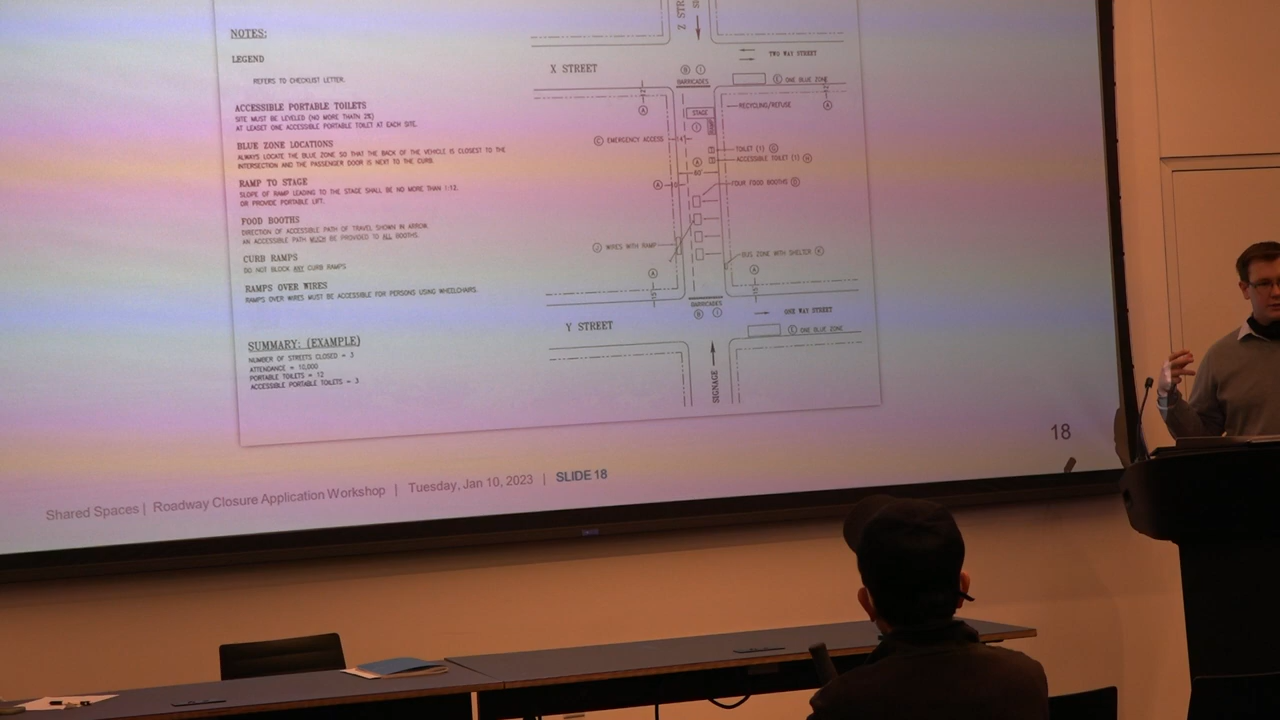 NOTES:
LEGEND
REFERS TO CHECKLIST LETTER.
ACCESSIBLE PORTABLE TOILETS
SITE MUST BE LEVELED (NO MORE THATN 2%)
AT LEASET ONE ACCESSIBLE PORTABLE TOILET AT EACH SITE.
BLUE ZONE LOCATIONS
ALWAYS LOCATE THE BLUE ZONE SO THAT THE BACK OF THE VEHICLE IS CLOSEST TO THE
INTERSECTION AND THE PASSENGER DOOR IS NEXT TO THE CURB.
RAMP TO STAGE
SLOPE OF RAMP LEADING TO THE STAGE SHALL BE NO MORE THAN 1:12.
OR PROVIDE PORTABLE LIFT.
FOOD BOOTHS
DIRECTION OF ACCESSIBLE PATH OF TRAVEL SHOWN IN ARROW.
AN ACCESSIBLE PATH MUCH BE PROVIDED TO ALL BOOTHS.
CURB RAMPS
DO NOT BLOCK ANY CURB RAMPS
RAMPS OVER WIRES
RAMPS OVER WIRES MUST BE ACCESSIBLE FOR PERSONS USING WHEELCHAIRS.
SUMMARY: (EXAMPLE)
NUMBER OF STREETS CLOSED = 3
ATTENDANCE = 10,000
PORTABLE TOILETS = 12
ACCESSIBLE PORTABLE TOILETS = 3
Z STR
TWO WAY STREET
X STREET
B I
BARRICADES
E ONE BLUE ZONE
A
A
RECYCLING/REFUSE
STAGE
I
RAMP
C EMERGENCY ACCESS
14'
TOILET (1) G
ACCESSIBLE TOILET (1) H
A
60'
A
FOUR FOOD BOOTHS D
J WIRES WITH RAMP
BUS ZONE WITH SHELTER K
A
A
15'
15'
BARRICADES
B I
ONE WAY STREET
Y STREET
E ONE BLUE ZONE
SIGNAGE
18
Shared Spaces | Roadway Closure Application Workshop | Tuesday, Jan 10, 2023 | SLIDE 18